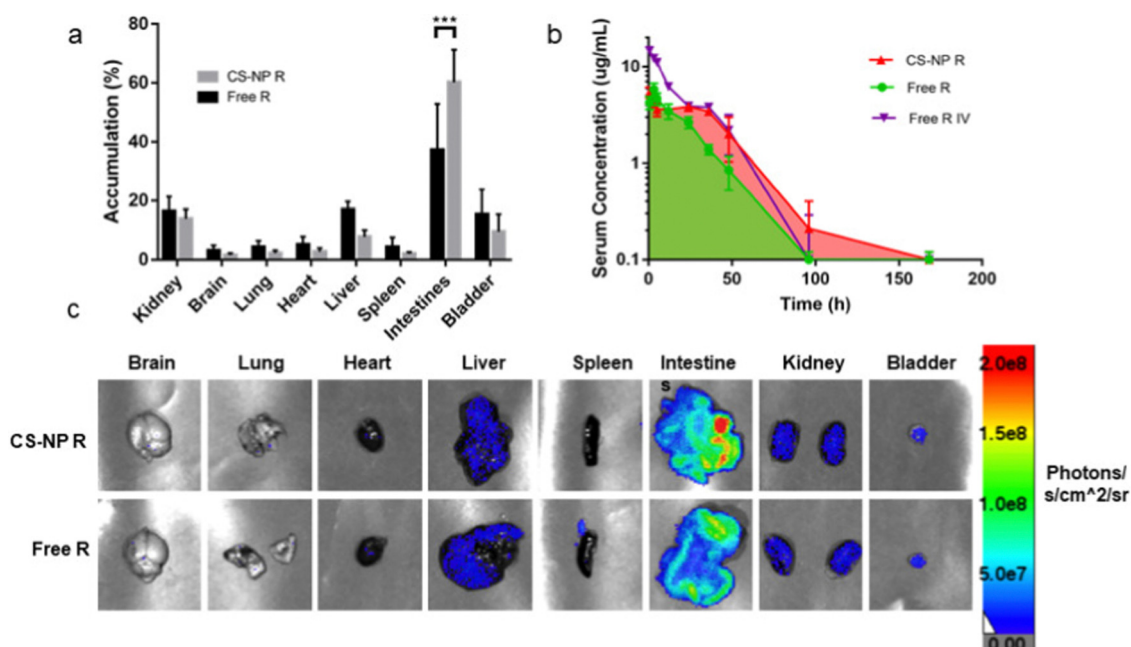 a
80
60
40
20
0
Accumulation (%)
***
CS-NP R
Free R
Kidney
Brain
Lung
Heart
Liver
Spleen
Intestines
Bladder
b
10
1
0.1
Serum Concentration (ug/mL)
CS-NP R
Free R
Free R IV
0
50
100
150
200
Time (h)
c
Brain Lung Heart Liver Spleen Intestine Kidney Bladder
s
CS-NP R
Free R
2.0e8
1.5e8
1.0e8
5.0e7
0.00
Photons/
s/cm^2/sr